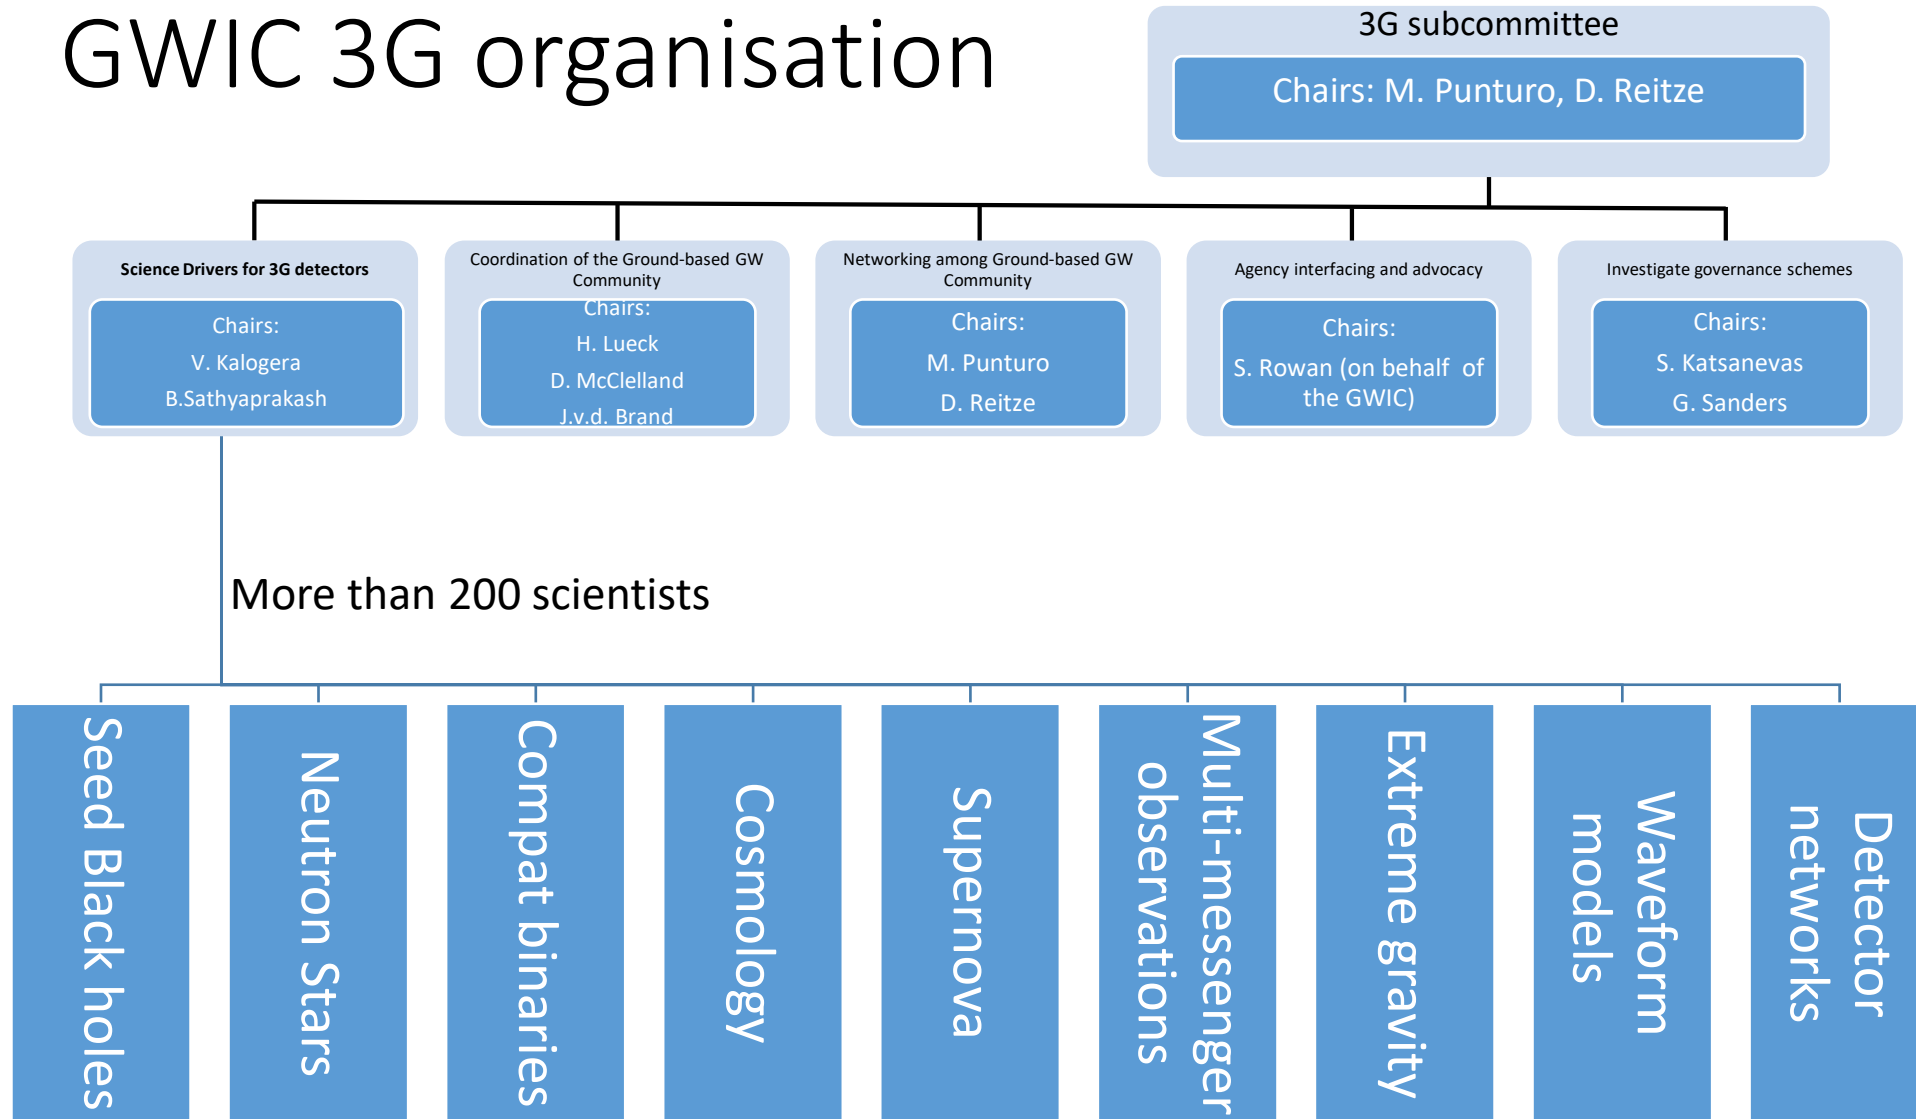 GWIC 3G organisation
3G subcommittee
Chairs: M. Punturo, D. Reitze
Science Drivers for 3G detectors
Chairs:
V. Kalogera
B.Sathyaprakash
Coordination of the Ground-based GW
Community
Chairs:
H. Lueck
D. McClelland
J.v.d. Brand
Networking among Ground-based GW
Community
Chairs:
M. Punturo
D. Reitze
Agency interfacing and advocacy
Chairs:
S. Rowan (on behalf of
the GWIC)
Investigate governance schemes
Chairs:
S. Katsanevas
G. Sanders
More than 200 scientists
Seed Black holes
Neutron Stars
Compat binaries
Cosmology
Supernova
Multi-messenger
observations
Extreme gravity
Waveform
models
Detector
networks